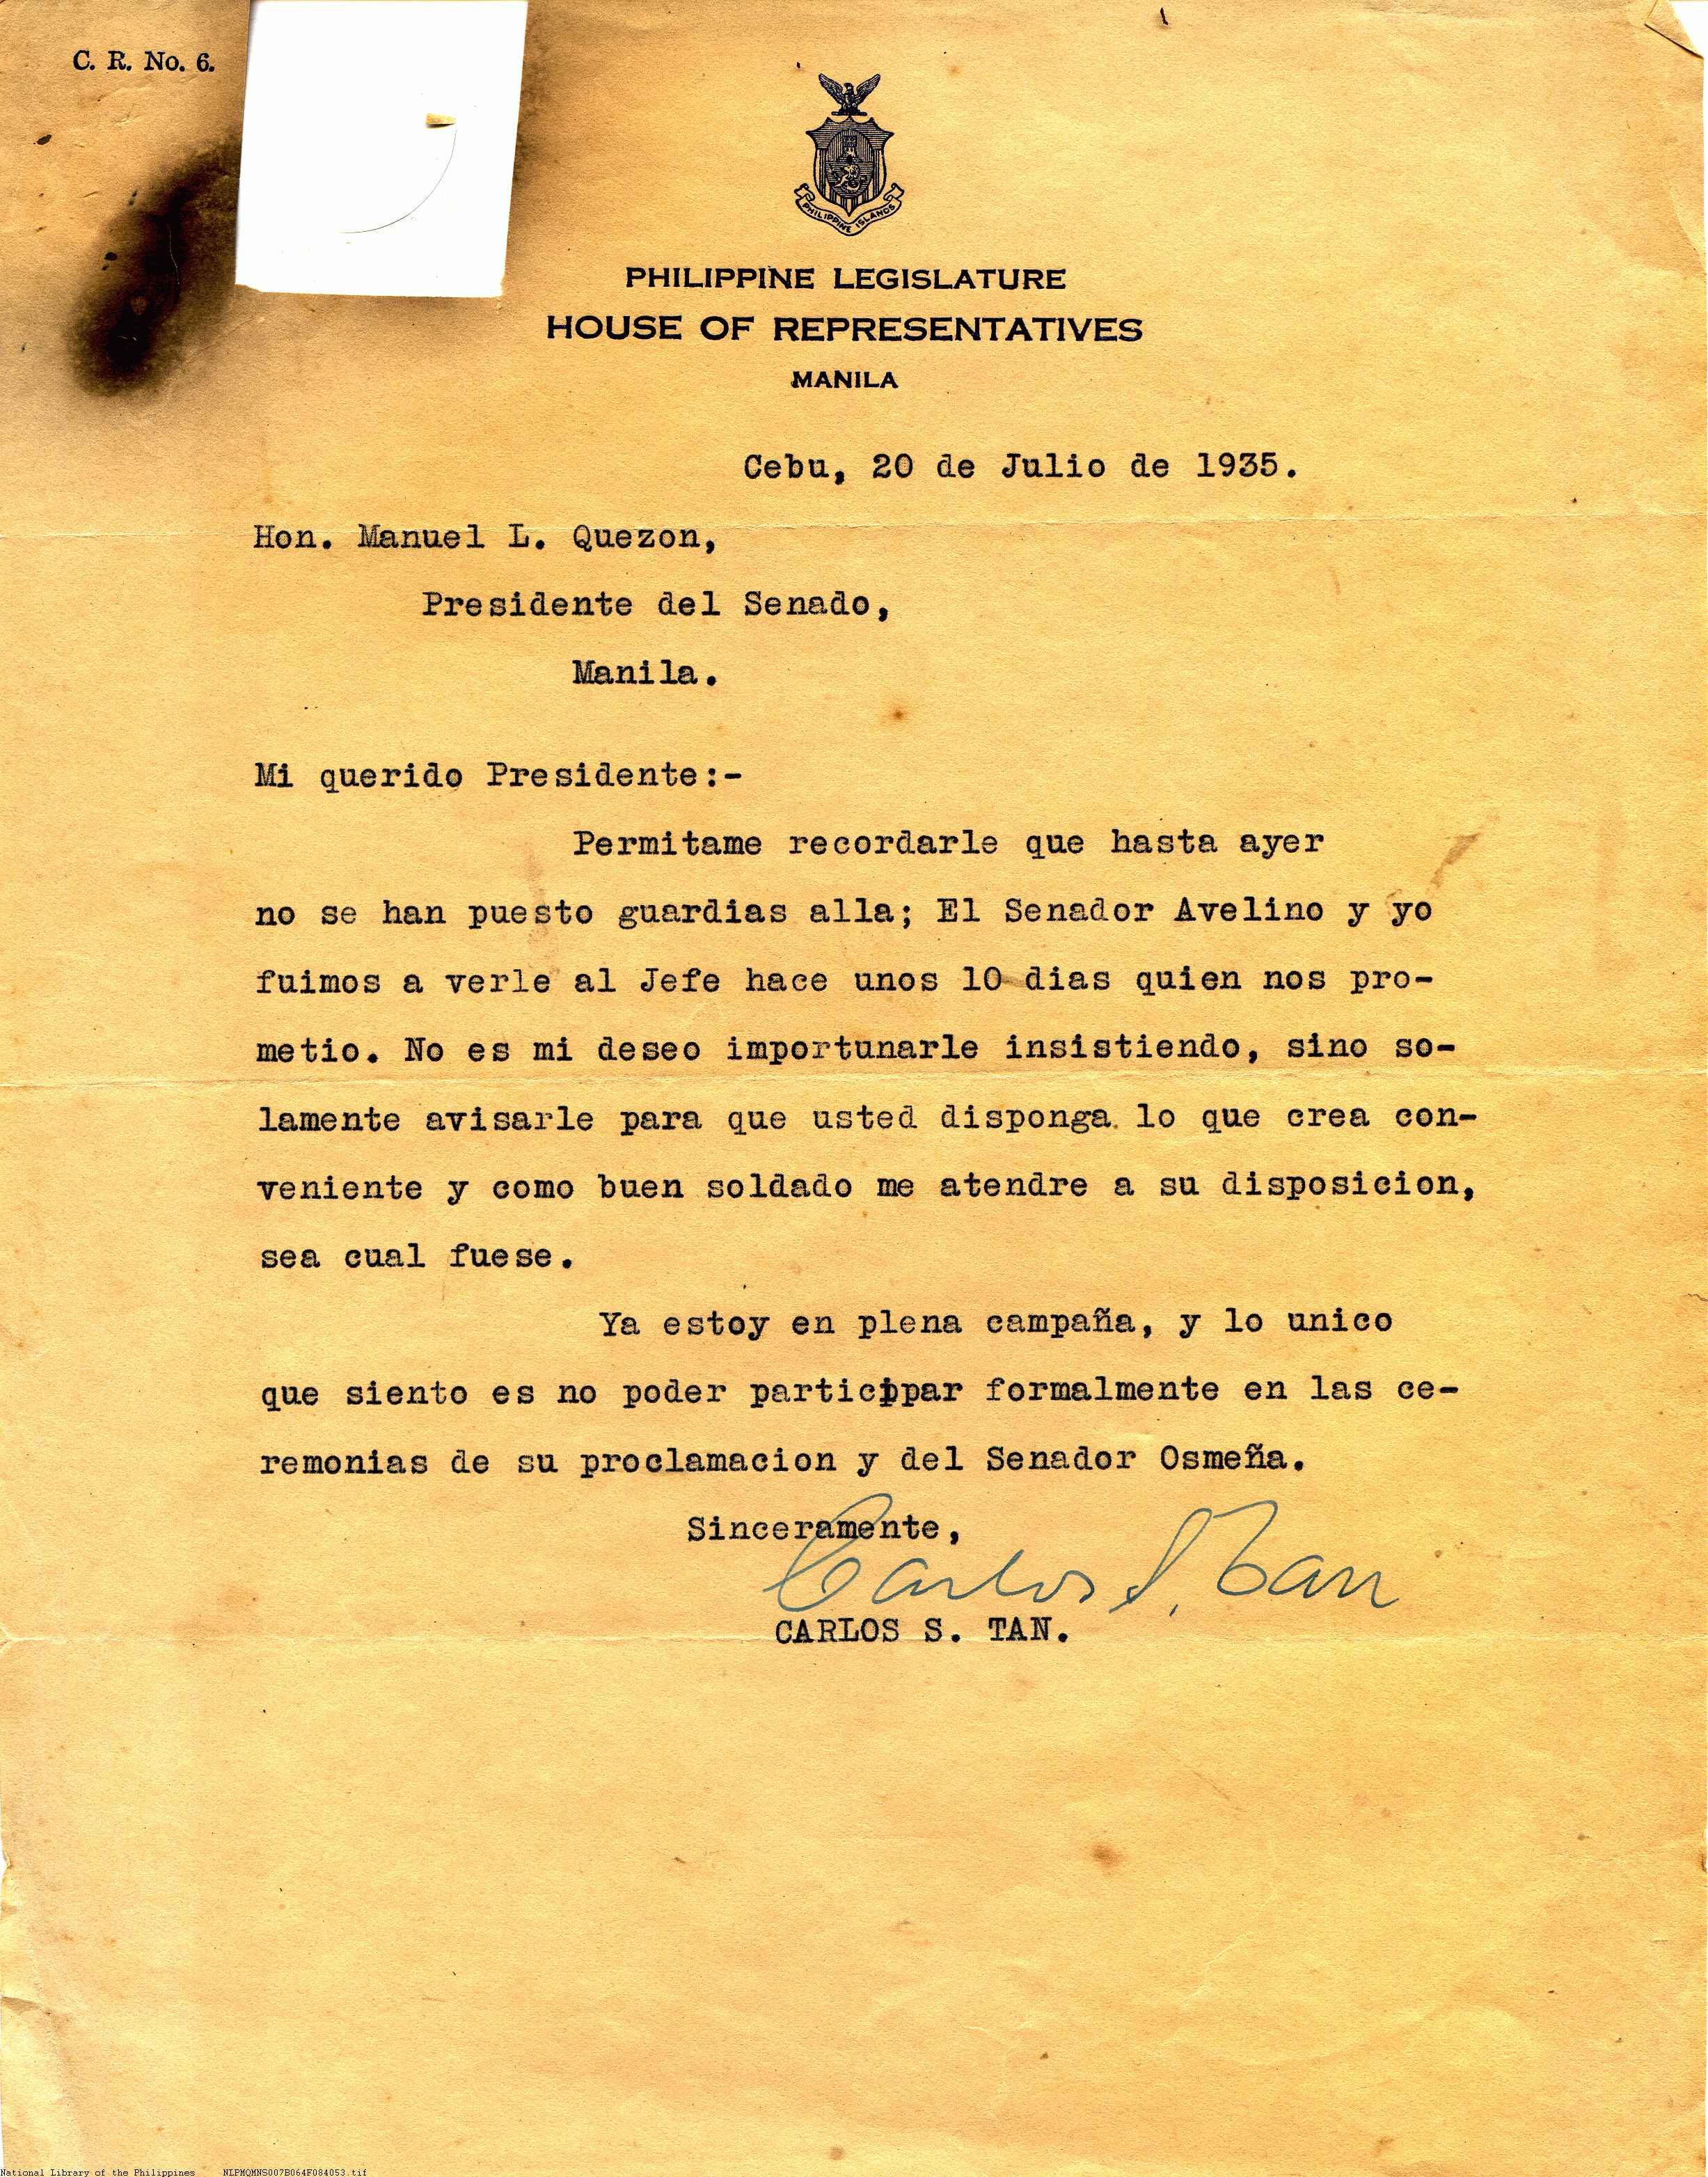 C. R. No. 6.
PHILIPPINE ISLANDS
PHILIPPINE LEGISLATURE
HOUSE OF REPRESENTATIVES
MANILA
Cebu, 20 de Julio de 1935.
Hon. Manuel L. Quezon,
Presidente del Senado,
Manila.
Mi querido Presidente:-
Permitame recordarle que hasta ayer
no se han puesto guardias alla; El Senador Avelino y yo
fuimos a verle al Jefe hace unos 10 dias quien nos pro-
metio. No es mi deseo importunarle insistiendo, sino so-
lamente avisarle para que usted disponga lo que crea con-
veniente y como buen soldado me atendre a su disposicion,
sea cual fuese.
Ya estoy en plena campaña, y lo unico
que siento es no poder participar formalmente en las ce-
remonias de su proclamacion y del Senador Osmeña.
Sinceramente,
Carlos S. Tan
CARLOS S. TAN.
National Library of the Philippines NLPMQMNS007B064F084053.tif